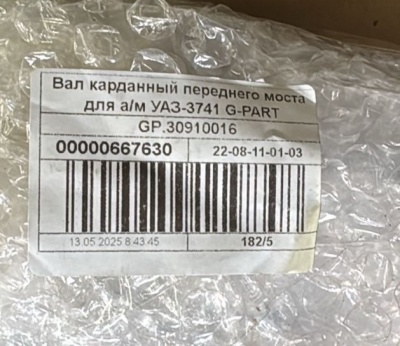 Вал карданный переднего моста
для а/м УАЗ-3741 G-PART
GP.30910016
00000667630 22-08-11-01-03
13.05.2025 8:43:45 182/5